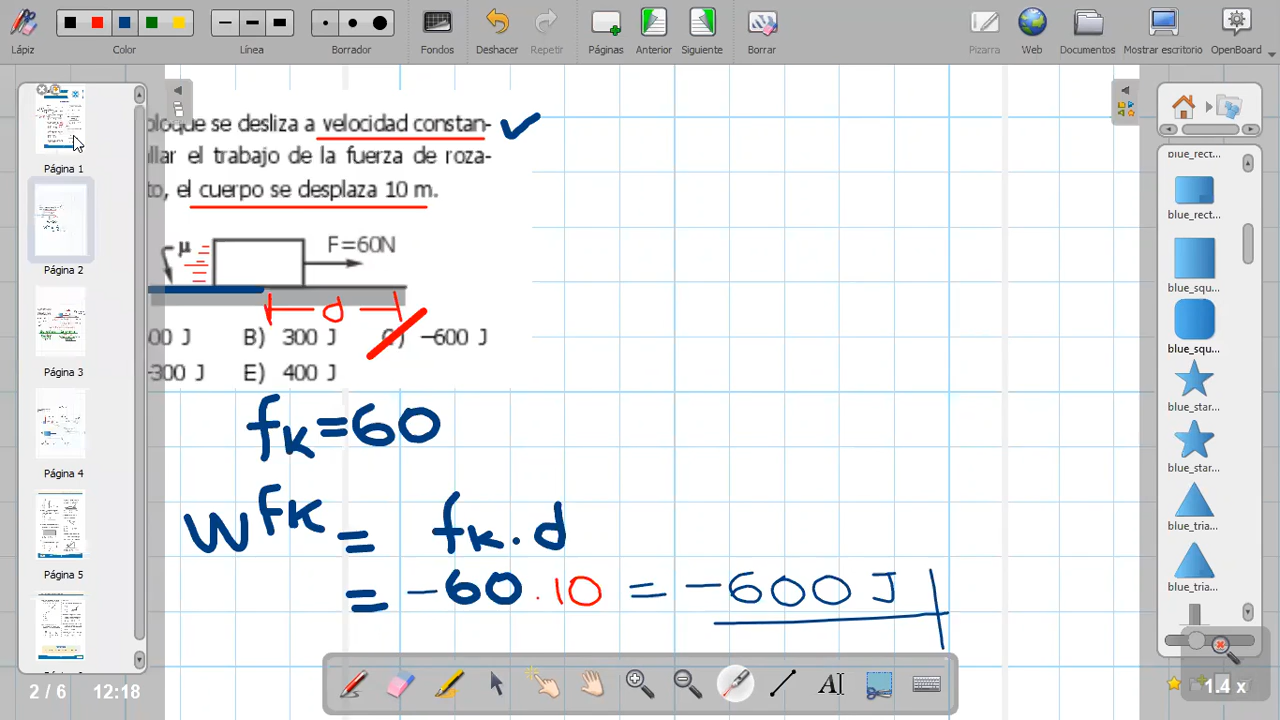 Lápiz
Color
Línea
Borrador
Fondos
Deshacer
Repetir
Páginas
Anterior
Siguiente
Borrar
Pizarra
Web
Documentos
Mostrar escritorio
OpenBoard
Página 1
Página 2
Página 3
Página 4
Página 5
2 / 6 12:18
bloque se desliza a velocidad constan-
llar el trabajo de la fuerza de roza-
to, el cuerpo se desplaza 10 m.
μ
F=60N
d
00 J B) 300 J C) −600 J
−300 J E) 400 J
fk=60
W fk = fk . d
= −60 . 10 = −600 J
blue_rect...
blue_rect...
blue_squ...
blue_squ...
blue_star...
blue_star...
blue_tria...
blue_tria...
1.4 x